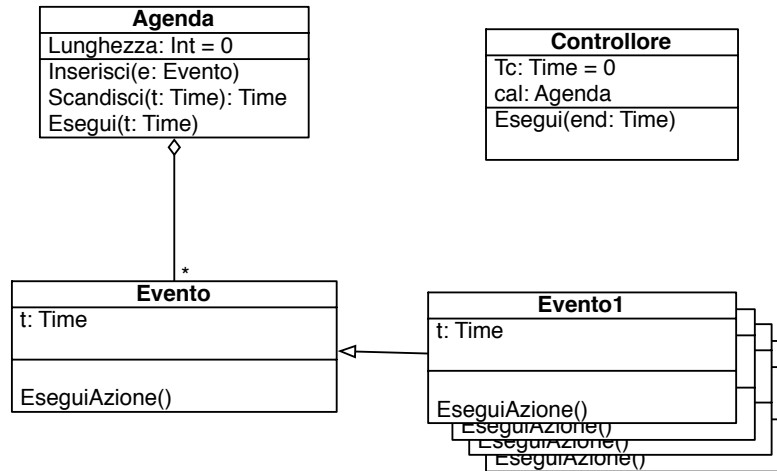 Agenda
Lunghezza: Int = 0
Inserisci(e: Evento)
Scandisci(t: Time): Time
Esegui(t: Time)
Controllore
Tc: Time = 0
cal: Agenda
Esegui(end: Time)
*
Evento
t: Time
EseguiAzione()
Evento1
t: Time
EseguiAzione()
EseguiAzione()
EseguiAzione()
EseguiAzione()